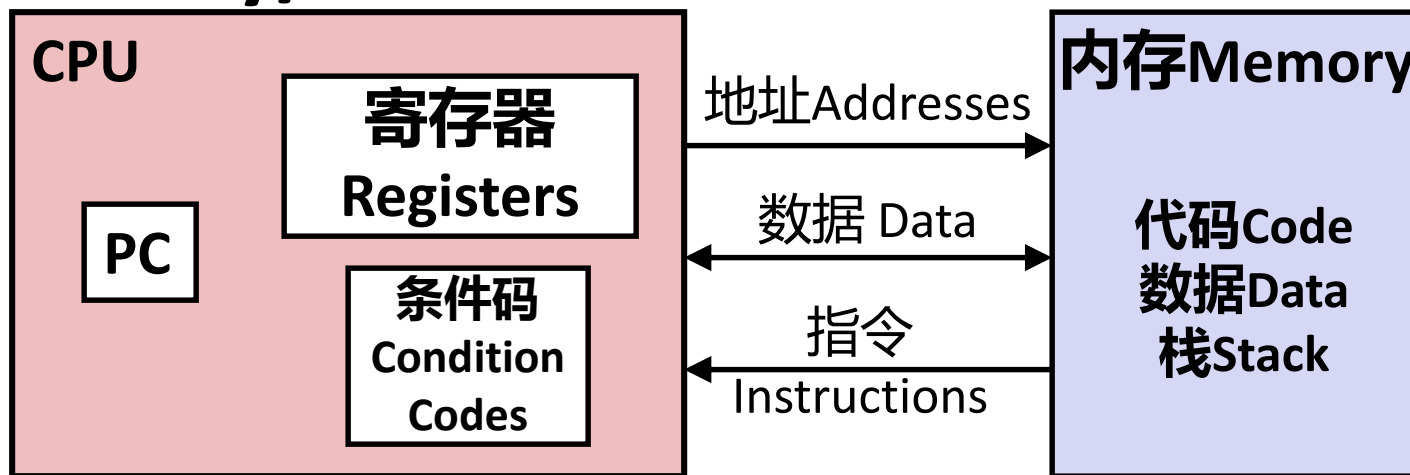 CPU
寄存器
Registers
PC
条件码
Condition
Codes
地址Addresses
数据 Data
指令
Instructions
内存Memory
代码Code
数据Data
栈Stack